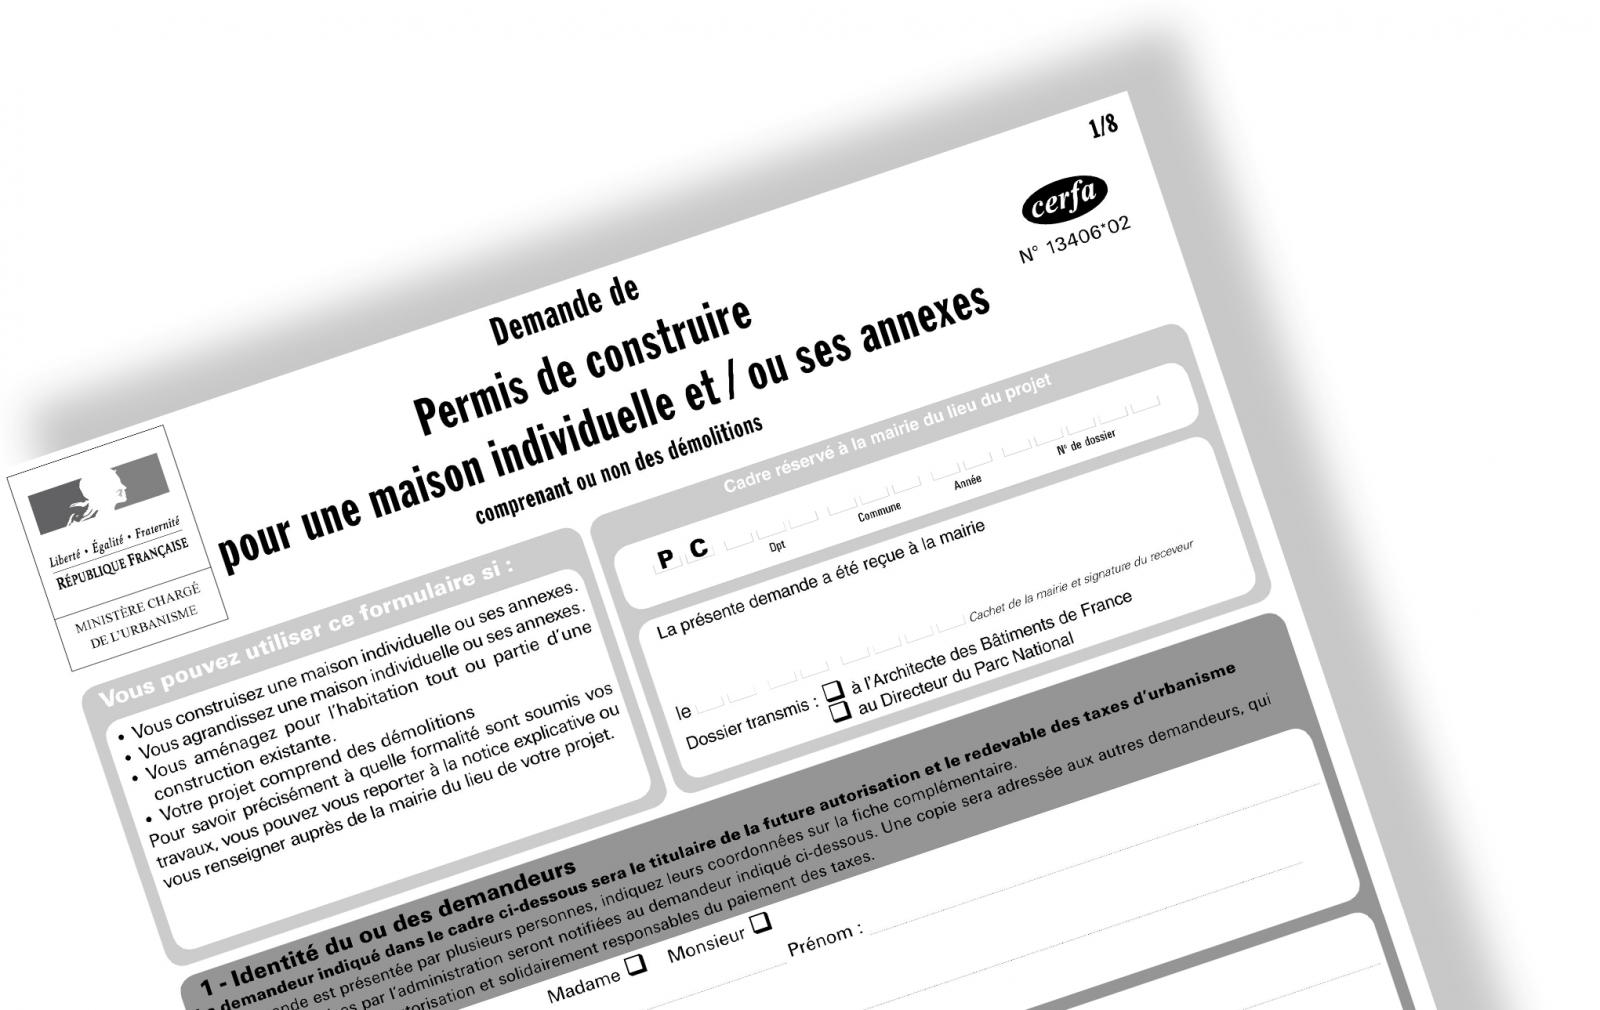 1/8
cerfa
N° 13406*02
Demande de
Permis de construire
pour une maison individuelle et / ou ses annexes
comprenant ou non des démolitions
Liberté • Égalité • Fraternité
RÉPUBLIQUE FRANÇAISE
MINISTÈRE CHARGÉ
DE L'URBANISME
Vous pouvez utiliser ce formulaire si :
• Vous construisez une maison individuelle ou ses annexes.
• Vous agrandissez une maison individuelle ou ses annexes.
• Vous aménagez pour l'habitation tout ou partie d'une
construction existante.
• Votre projet comprend des démolitions
Pour savoir précisément à quelle formalité sont soumis vos
travaux, vous pouvez vous reporter à la notice explicative ou
vous renseigner auprès de la mairie du lieu de votre projet.
Cadre réservé à la mairie du lieu du projet
P C
Dpt Commune Année N° de dossier
La présente demande a été reçue à la mairie
le
Cachet de la mairie et signature du receveur
Dossier transmis : à l'Architecte des Bâtiments de France
au Directeur du Parc National
1 - Identité du ou des demandeurs
demandeur indiqué dans le cadre ci-dessous sera le titulaire de la future autorisation et le redevable des taxes d'urbanisme
est présentée par plusieurs personnes, indiquez leurs coordonnées sur la fiche complémentaire.
par l'administration seront notifiées au demandeur indiqué ci-dessous. Une copie sera adressée aux autres demandeurs, qui
et solidairement responsables du paiement des taxes.
Madame Monsieur
Prénom :